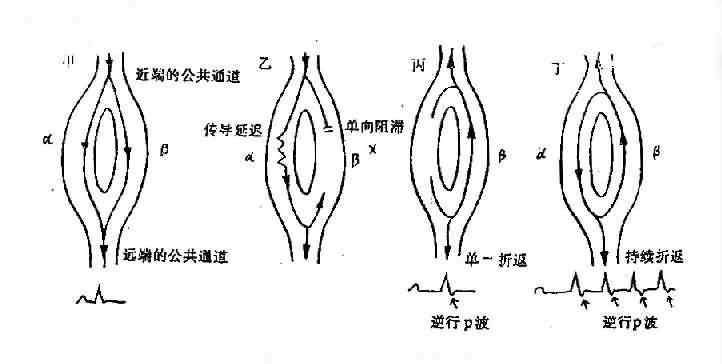 甲
近端的公共通道
α
β
远端的公共通道
乙
传导延迟
单向阻滞
α
β
x
丙
α
β
单一折返
逆行p波
丁
α
β
持续折返
逆行p波